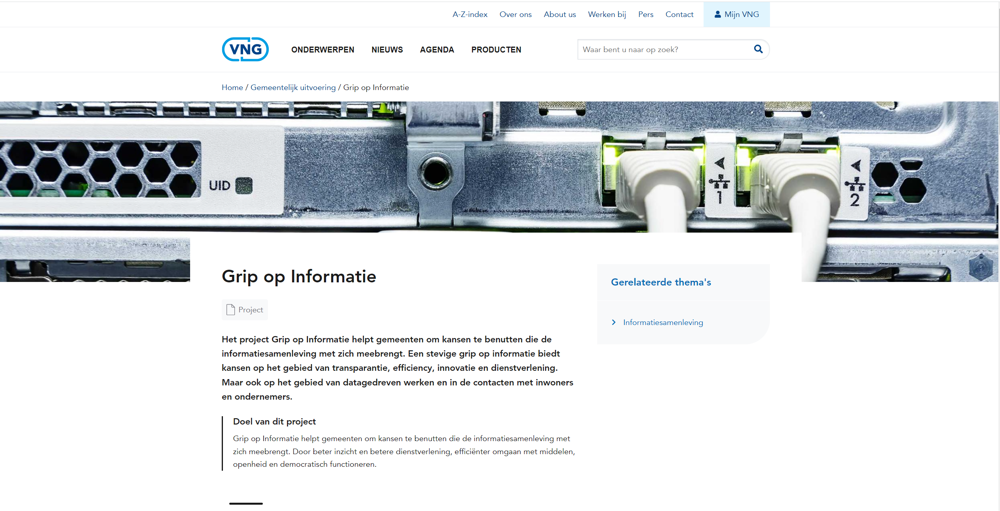 A-Z-index Over ons About us Werken bij Pers Contact Mijn VNG
VNG ONDERWERPEN NIEUWS AGENDA PRODUCTEN Waar bent u naar op zoek?
Home / Gemeentelijk uitvoering / Grip op Informatie
UID
1
2
Grip op Informatie
Project
Het project Grip op Informatie helpt gemeenten om kansen te benutten die de
informatiesamenleving met zich meebrengt. Een stevige grip op informatie biedt
kansen op het gebied van transparantie, efficiency, innovatie en dienstverlening.
Maar ook op het gebied van datagedreven werken en in de contacten met inwoners
en ondernemers.
Doel van dit project
Grip op Informatie helpt gemeenten om kansen te benutten die de informatiesamenleving met
zich meebrengt. Door beter inzicht en betere dienstverlening, efficiënter omgaan met middelen,
openheid en democratisch functioneren.
Gerelateerde thema's
Informatiesamenleving